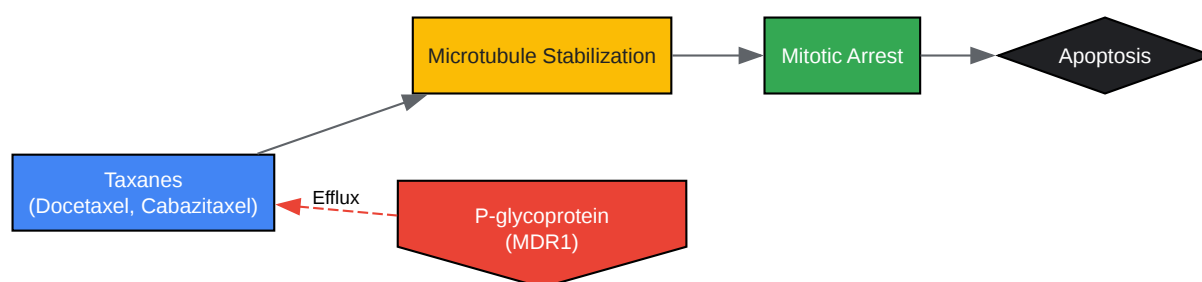 Microtubule Stabilization
Mitotic Arrest
Apoptosis
Taxanes
(Docetaxel, Cabazitaxel)
Efflux
P-glycoprotein
(MDR1)